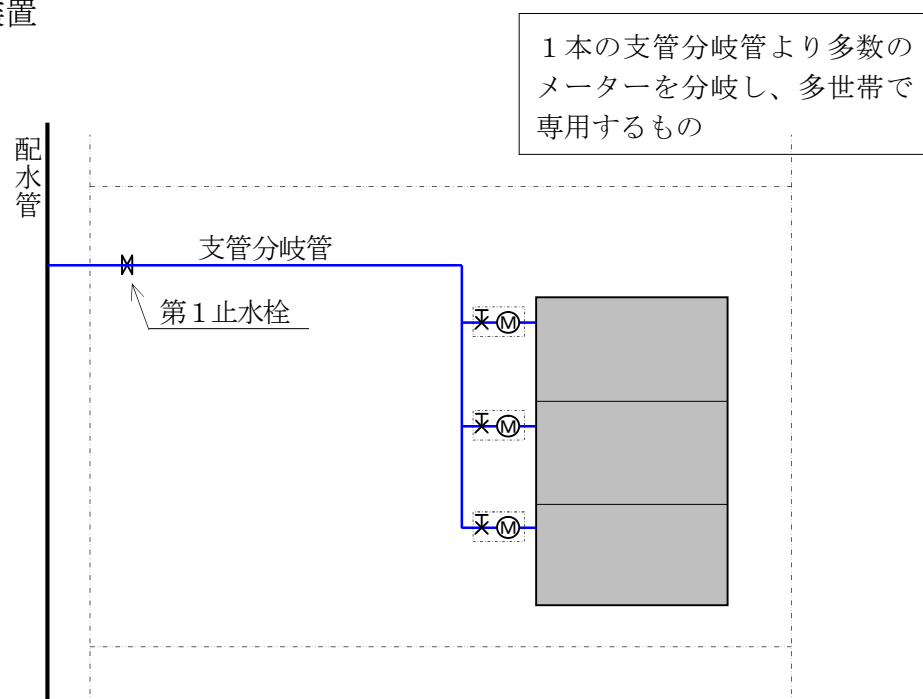 置
１本の支管分岐管より多数の
メーターを分岐し、多世帯で
専用するもの
配水管
支管分岐管
第１止水栓
M
M
M